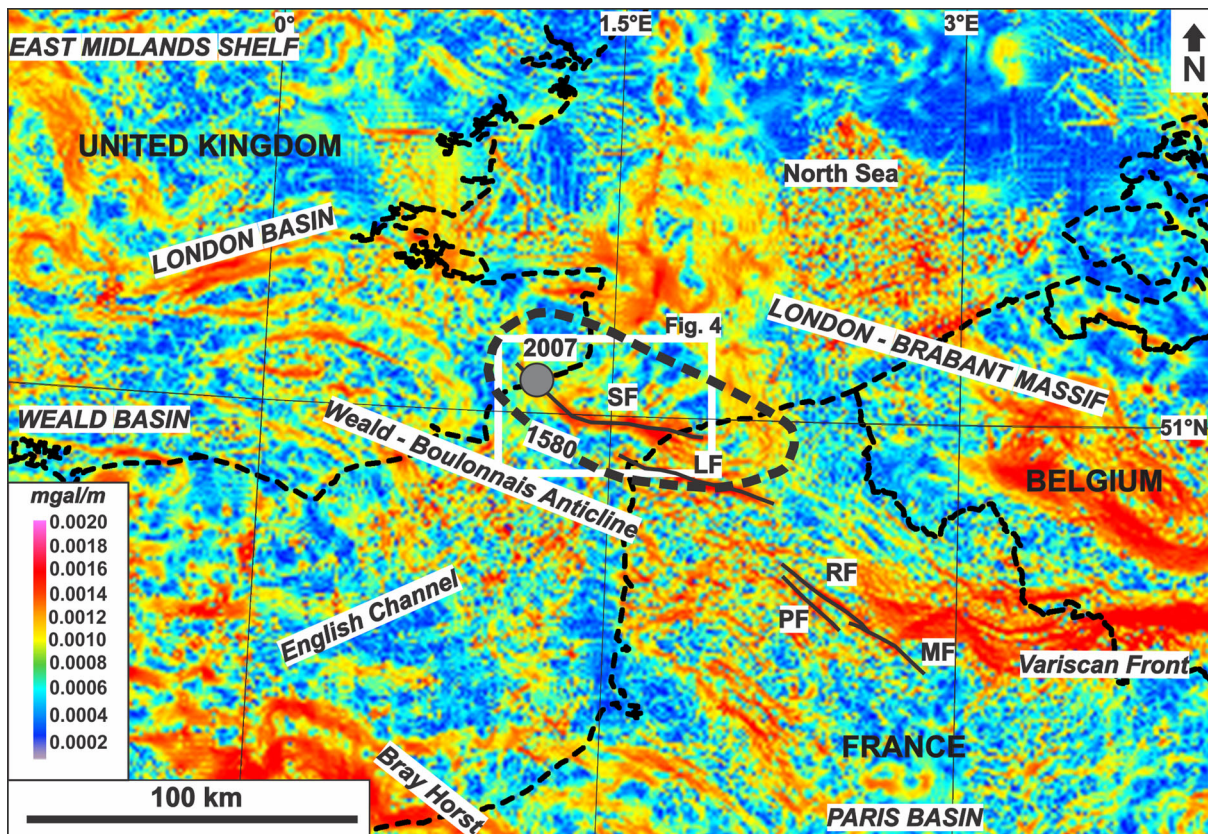 0°
1.5°E
3°E
N
EAST MIDLANDS SHELF
UNITED KINGDOM
North Sea
LONDON BASIN
LONDON - BRABANT MASSIF
Fig. 4
2007
SF
1580
LF
WEALD BASIN
Weald - Boulonnais Anticline
51°N
BELGIUM
mgal/m
0.0020
0.0018
0.0016
0.0014
0.0012
0.0010
0.0008
0.0006
0.0004
0.0002
English Channel
RF
PF
MF
Variscan Front
FRANCE
Bray Horst
PARIS BASIN
100 km